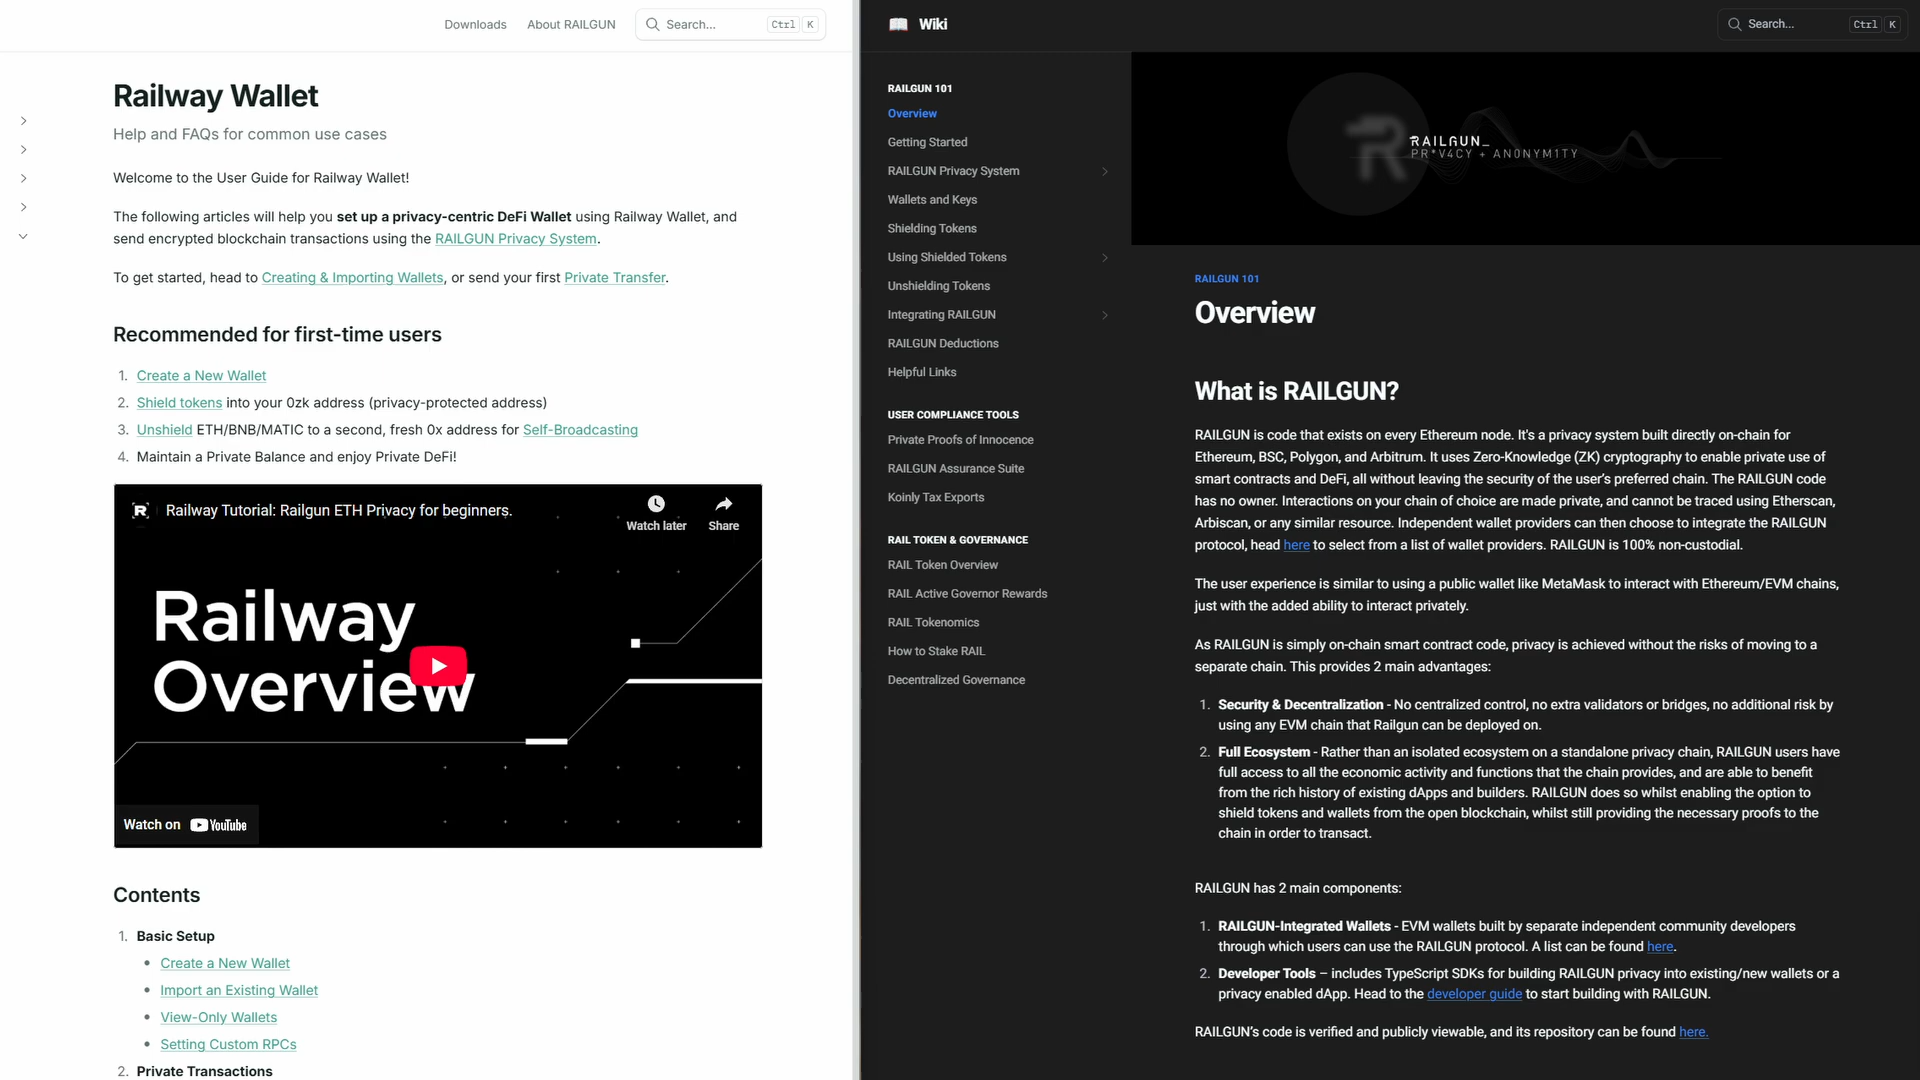 Downloads About RAILGUN Search... Ctrl K
Railway Wallet
Help and FAQs for common use cases
Welcome to the User Guide for Railway Wallet!
The following articles will help you set up a privacy-centric DeFi Wallet using Railway Wallet, and
send encrypted blockchain transactions using the RAILGUN Privacy System.
To get started, head to Creating & Importing Wallets, or send your first Private Transfer.
Recommended for first-time users
1. Create a New Wallet
2. Shield tokens into your 0zk address (privacy-protected address)
3. Unshield ETH/BNB/MATIC to a second, fresh 0x address for Self-Broadcasting
4. Maintain a Private Balance and enjoy Private DeFi!
Railway Tutorial: Railgun ETH Privacy for beginners.
Watch later Share
Railway
Overview
Watch on YouTube
Contents
1. Basic Setup
• Create a New Wallet
• Import an Existing Wallet
• View-Only Wallets
• Setting Custom RPCs
2. Private Transactions
Wiki Search... Ctrl K
RAILGUN 101
Overview
Getting Started
RAILGUN Privacy System
Wallets and Keys
Shielding Tokens
Using Shielded Tokens
Unshielding Tokens
Integrating RAILGUN
RAILGUN Deductions
Helpful Links
USER COMPLIANCE TOOLS
Private Proofs of Innocence
RAILGUN Assurance Suite
Koinly Tax Exports
RAIL TOKEN & GOVERNANCE
RAIL Token Overview
RAIL Active Governor Rewards
RAIL Tokenomics
How to Stake RAIL
Decentralized Governance
RAILGUN_
PR*V4CY + AN0NYM1TY
RAILGUN 101
Overview
What is RAILGUN?
RAILGUN is code that exists on every Ethereum node. It's a privacy system built directly on-chain for
Ethereum, BSC, Polygon, and Arbitrum. It uses Zero-Knowledge (ZK) cryptography to enable private use of
smart contracts and DeFi, all without leaving the security of the user's preferred chain. The RAILGUN code
has no owner. Interactions on your chain of choice are made private, and cannot be traced using Etherscan,
Arbiscan, or any similar resource. Independent wallet providers can then choose to integrate the RAILGUN
protocol, head here to select from a list of wallet providers. RAILGUN is 100% non-custodial.
The user experience is similar to using a public wallet like MetaMask to interact with Ethereum/EVM chains,
just with the added ability to interact privately.
As RAILGUN is simply on-chain smart contract code, privacy is achieved without the risks of moving to a
separate chain. This provides 2 main advantages:
1. Security & Decentralization - No centralized control, no extra validators or bridges, no additional risk by
using any EVM chain that Railgun can be deployed on.
2. Full Ecosystem - Rather than an isolated ecosystem on a standalone privacy chain, RAILGUN users have
full access to all the economic activity and functions that the chain provides, and are able to benefit
from the rich history of existing dApps and builders. RAILGUN does so whilst enabling the option to
shield tokens and wallets from the open blockchain, whilst still providing the necessary proofs to the
chain in order to transact.
RAILGUN has 2 main components:
1. RAILGUN-Integrated Wallets - EVM wallets built by separate independent community developers
through which users can use the RAILGUN protocol. A list can be found here.
2. Developer Tools – includes TypeScript SDKs for building RAILGUN privacy into existing/new wallets or a
privacy enabled dApp. Head to the developer guide to start building with RAILGUN.
RAILGUN's code is verified and publicly viewable, and its repository can be found here.